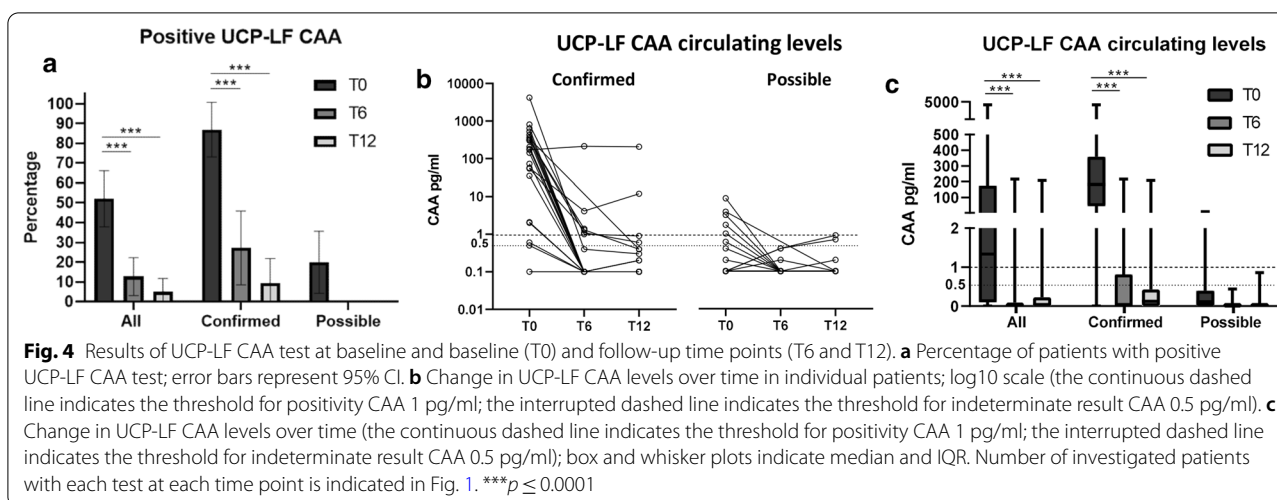 Positive UCP-LF CAA
a
***
***
***
***
T0
T6
T12
Percentage
100
90
80
70
60
50
40
30
20
10
0
All
Confirmed
Possible
UCP-LF CAA circulating levels
b
Confirmed
Possible
CAA pg/ml
10000
1000
100
10
1
0.5
0.1
0.01
T0
T6
T12
T0
T6
T12
UCP-LF CAA circulating levels
c
***
***
***
***
T0
T6
T12
CAA pg/ml
5000
500
400
300
200
100
2
1
0.5
0
All
Confirmed
Possible
Fig. 4 Results of UCP-LF CAA test at baseline and baseline (T0) and follow-up time points (T6 and T12). a Percentage of patients with positive
UCP-LF CAA test; error bars represent 95% CI. b Change in UCP-LF CAA levels over time in individual patients; log10 scale (the continuous dashed
line indicates the threshold for positivity CAA 1 pg/ml; the interrupted dashed line indicates the threshold for indeterminate result CAA 0.5 pg/ml). c
Change in UCP-LF CAA levels over time (the continuous dashed line indicates the threshold for positivity CAA 1 pg/ml; the interrupted dashed line
indicates the threshold for indeterminate result CAA 0.5 pg/ml); box and whisker plots indicate median and IQR. Number of investigated patients
with each test at each time point is indicated in Fig. 1. ***p ≤ 0.0001